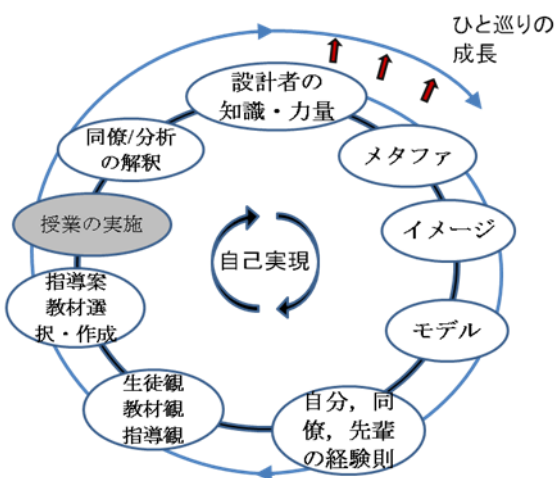 ひと巡りの
成長
設計者の
知識・力量
メタファ
イメージ
モデル
自分，同
僚，先輩
の経験則
生徒観
教材観
指導観
指導案
教材選
択・作成
授業の実施
同僚/分析
の解釈
自己実現